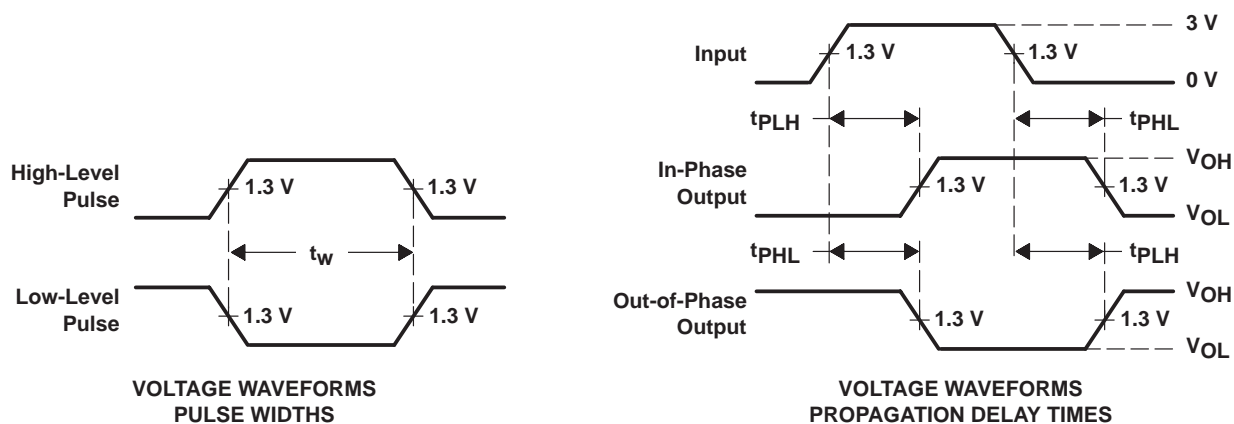 High-Level
Pulse
1.3 V
1.3 V
tw
Low-Level
Pulse
1.3 V
1.3 V
VOLTAGE WAVEFORMS
PULSE WIDTHS
Input
1.3 V
1.3 V
3 V
0 V
tPLH
tPHL
In-Phase
Output
1.3 V
1.3 V
VOH
VOL
tPHL
tPLH
Out-of-Phase
Output
1.3 V
1.3 V
VOH
VOL
VOLTAGE WAVEFORMS
PROPAGATION DELAY TIMES